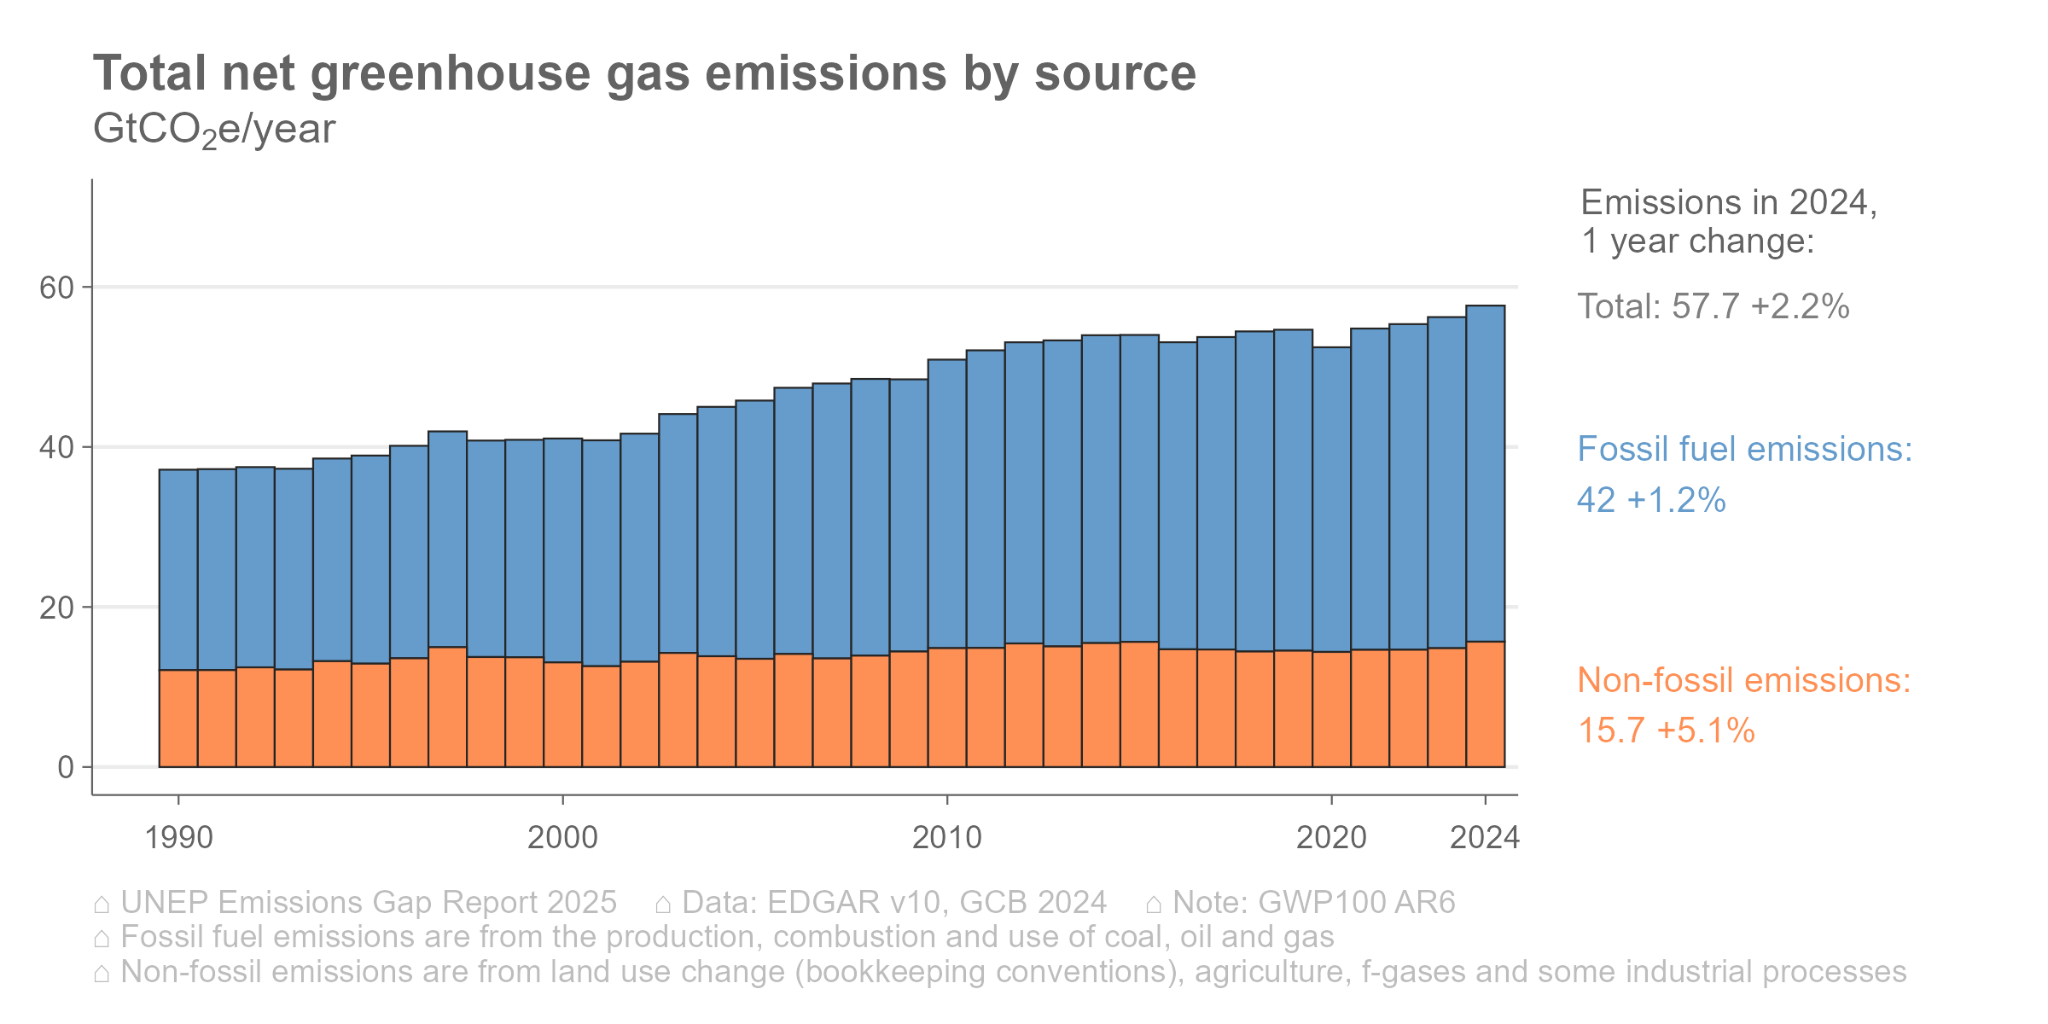 Total net greenhouse gas emissions by source
GtCO₂e/year
Emissions in 2024,
1 year change:
Total: 57.7 +2.2%
Fossil fuel emissions:
42 +1.2%
Non-fossil emissions:
15.7 +5.1%
60
40
20
0
1990 2000 2010 2020 2024
⌂ UNEP Emissions Gap Report 2025 ⌂ Data: EDGAR v10, GCB 2024 ⌂ Note: GWP100 AR6
⌂ Fossil fuel emissions are from the production, combustion and use of coal, oil and gas
⌂ Non-fossil emissions are from land use change (bookkeeping conventions), agriculture, f-gases and some industrial processes